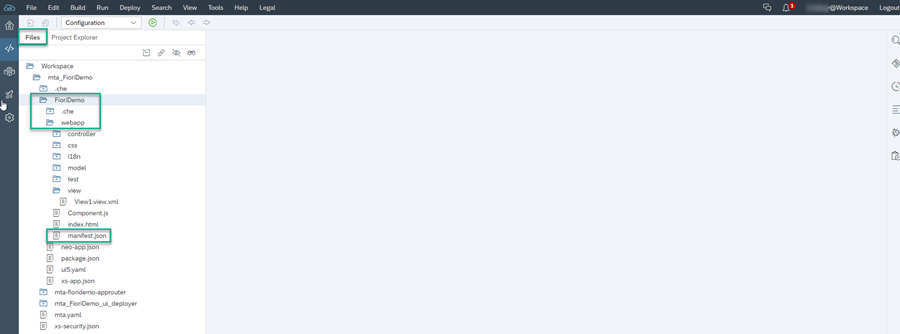 File Edit Run Deploy Search View Tools Help Legal 1 @Workspace Logout
Configuration
Files Project Explorer
Workspace
mta_FioriDemo
.che
FioriDemo
.che
webapp
controller
css
i18n
model
test
view
View1.view.xml
Component.js
index.html
manifest.json
neo-app.json
package.json
ui5.yaml
xs-app.json
mta-fioridemo-approuter
mta_FioriDemo_ui_deployer
mta.yaml
xs-security.json